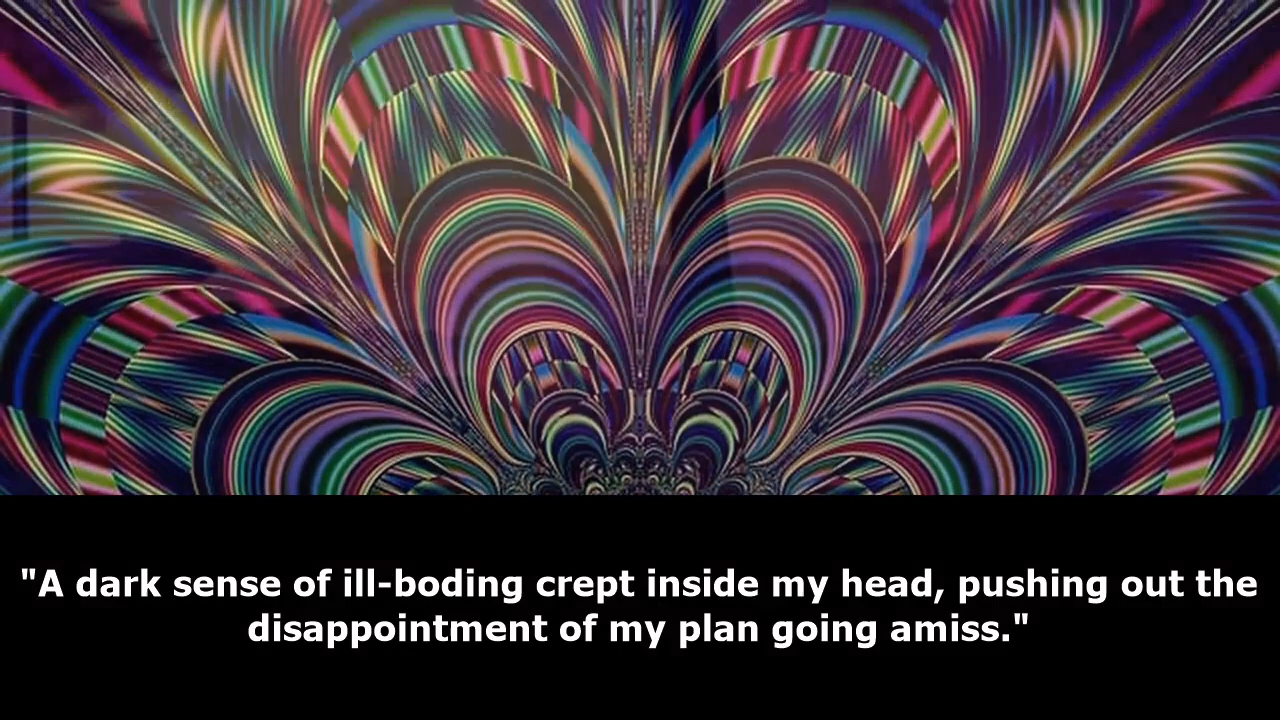 "A dark sense of ill-boding crept inside my head, pushing out the
disappointment of my plan going amiss."